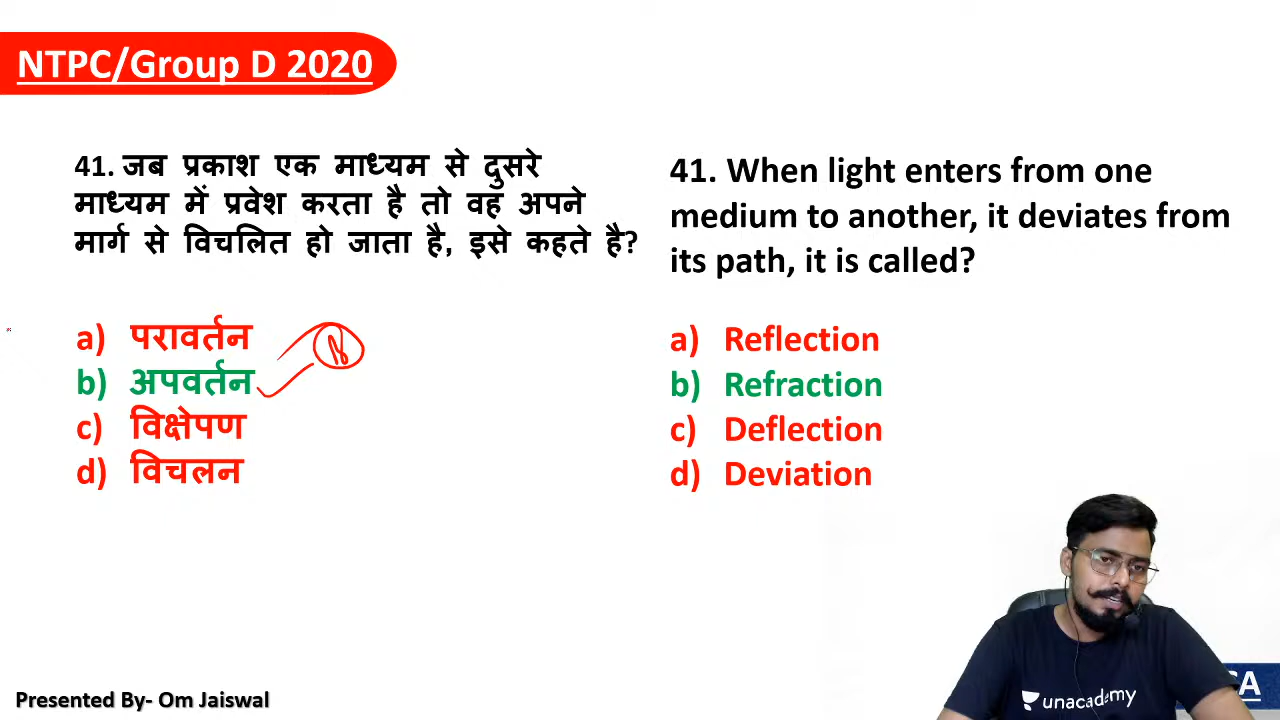 NTPC/Group D 2020
41. जब प्रकाश एक माध्यम से दुसरे
माध्यम में प्रवेश करता है तो वह अपने
मार्ग से विचलित हो जाता है, इसे कहते है?
a) परावर्तन
b) अपवर्तन
c) विक्षेपण
d) विचलन
41. When light enters from one
medium to another, it deviates from
its path, it is called?
a) Reflection
b) Refraction
c) Deflection
d) Deviation
unacademy
CA
Presented By- Om Jaiswal